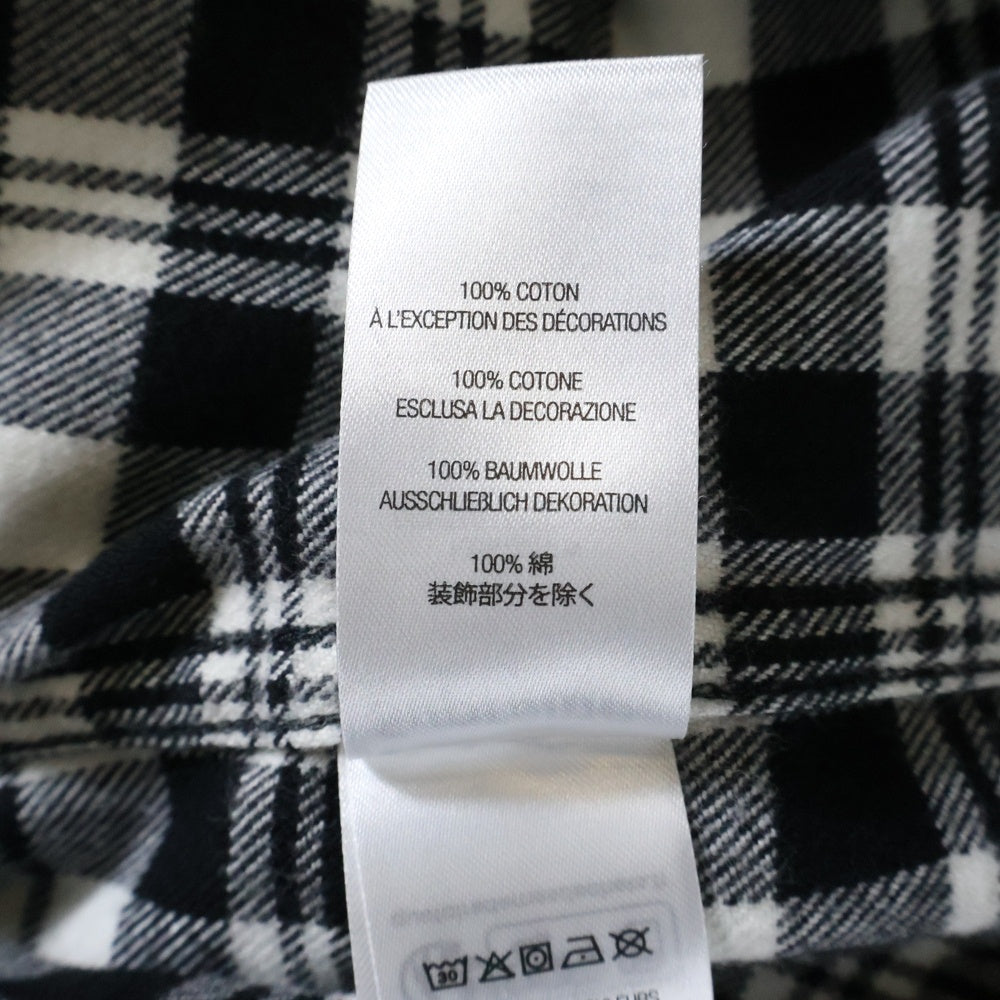 100% COTON
À L'EXCEPTION DES DÉCORATIONS
100% COTONE
ESCLUSA LA DECORAZIONE
100% BAUMWOLLE
AUSSCHLIEßLICH DEKORATION
100% 綿
装飾部分を除く
30